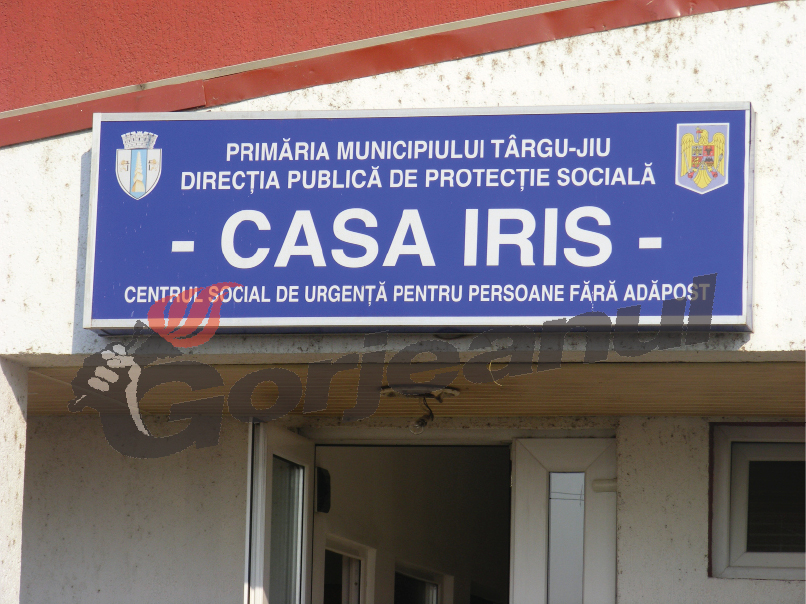 PRIMĂRIA MUNICIPIULUI TÂRGU-JIU
DIRECȚIA PUBLICĂ DE PROTECȚIE SOCIALĂ
- CASA IRIS -
CENTRUL SOCIAL DE URGENȚĂ PENTRU PERSOANE FĂRĂ ADĂPOST
Gorjeanul